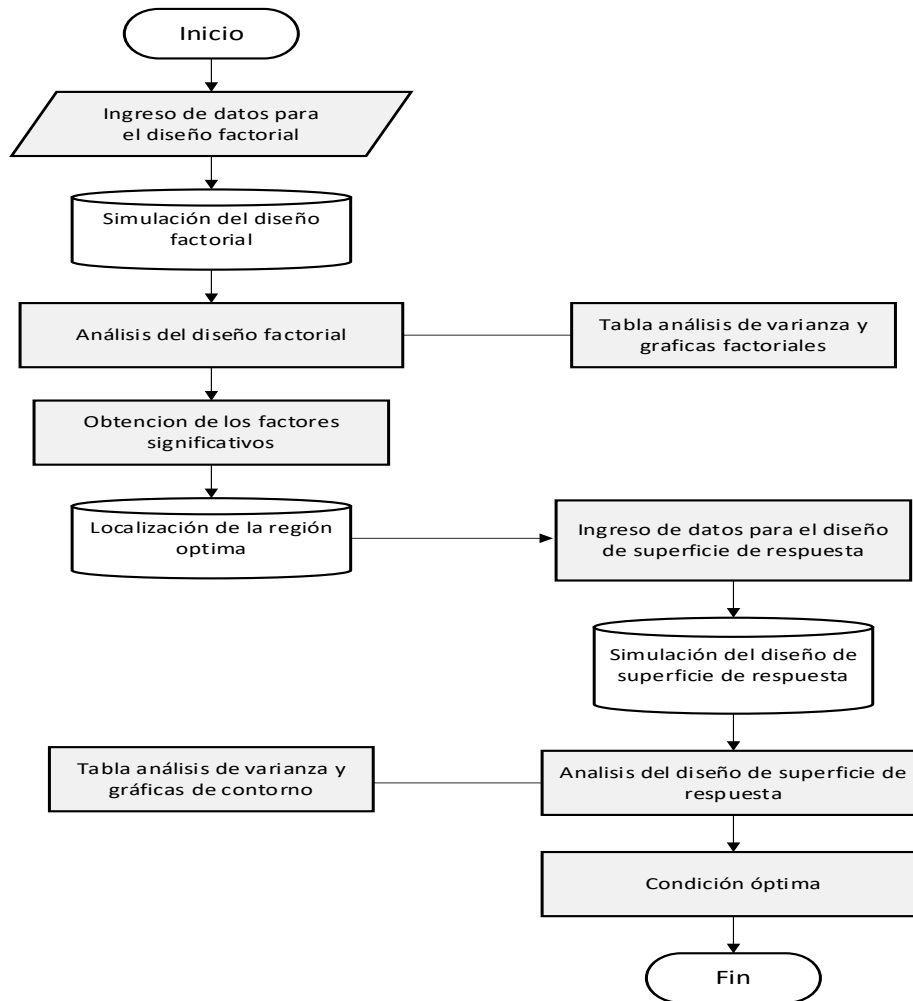 Inicio
Ingreso de datos para
el diseño factorial
Simulación del diseño
factorial
Análisis del diseño factorial
Tabla análisis de varianza y
graficas factoriales
Obtencion de los factores
significativos
Localización de la región
optima
Ingreso de datos para el diseño
de superficie de respuesta
Simulación del diseño de
superficie de respuesta
Tabla análisis de varianza y
gráficas de contorno
Analisis del diseño de superficie de
respuesta
Condición óptima
Fin